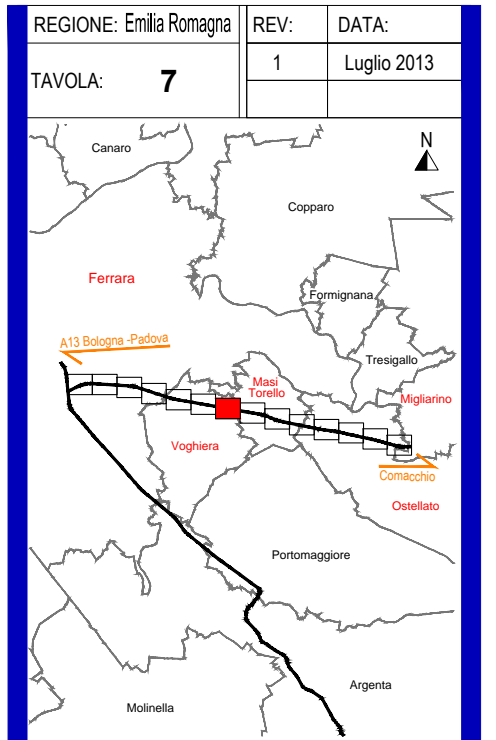 REGIONE: Emilia Romagna
REV:
DATA:
TAVOLA: 7
1
Luglio 2013
Canaro
N
Copparo
Ferrara
Formignana
A13 Bologna -Padova
Tresigallo
Masi
Torello
Migliarino
Voghiera
Comacchio
Ostellato
Portomaggiore
Argenta
Molinella